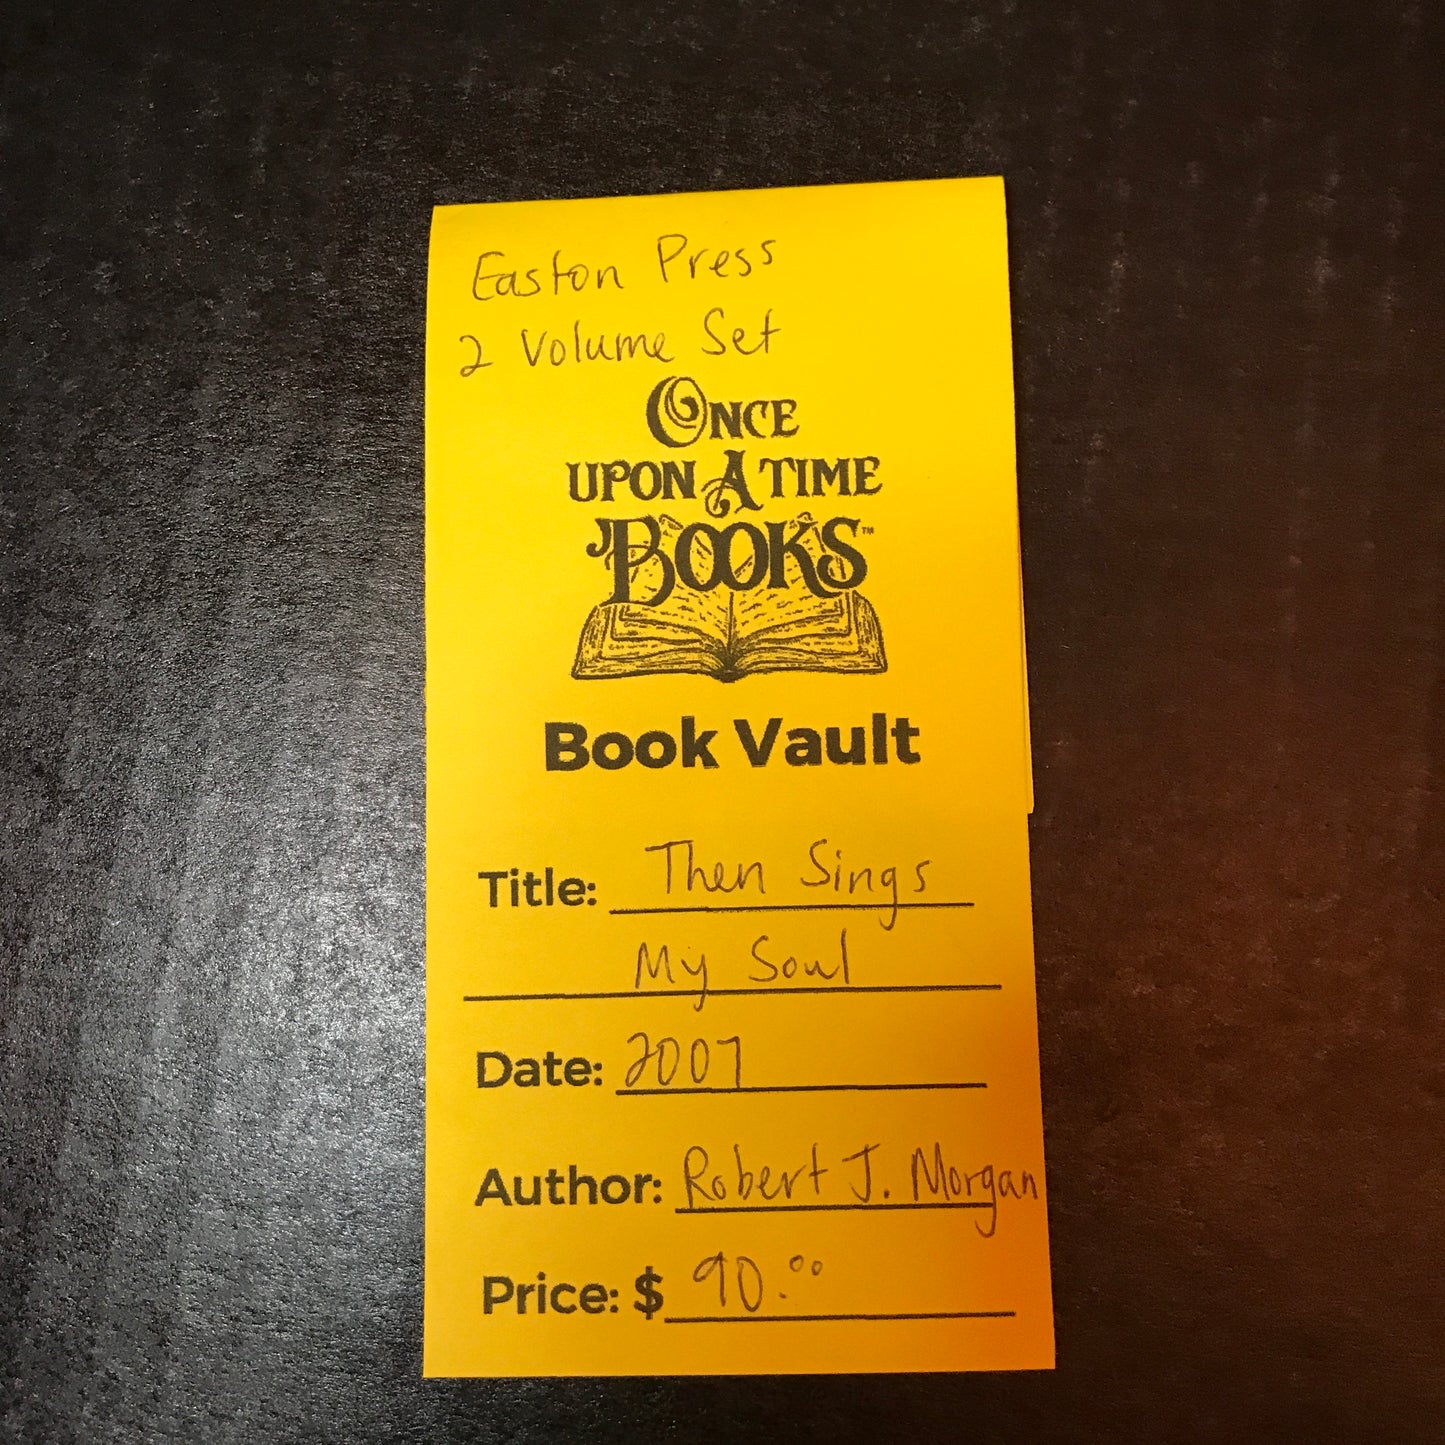 Easton Press
2 Volume Set
ONCE
UPON A TIME
BOOKS™
Book Vault
Title: Then Sings
My Soul
Date: 2007
Author: Robert J. Morgan
Price: $ 90.00